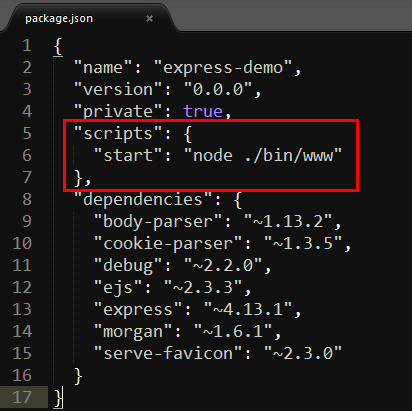 package.json ×
1 {
2   "name": "express-demo",
3   "version": "0.0.0",
4   "private": true,
5   "scripts": {
6     "start": "node ./bin/www"
7   },
8   "dependencies": {
9     "body-parser": "~1.13.2",
10     "cookie-parser": "~1.3.5",
11     "debug": "~2.2.0",
12     "ejs": "~2.3.3",
13     "express": "~4.13.1",
14     "morgan": "~1.6.1",
15     "serve-favicon": "~2.3.0"
16   }
17 }